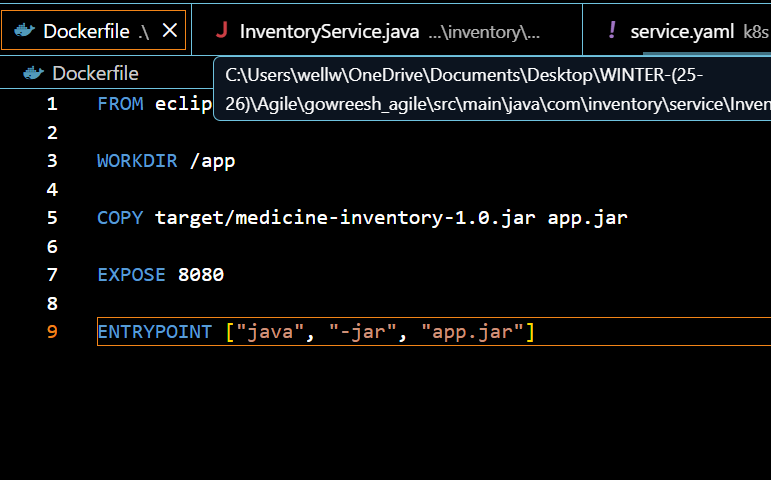 Dockerfile .\ X InventoryService.java ...\inventory\... ! service.yaml k8s
Dockerfile
C:\Users\wellw\OneDrive\Documents\Desktop\WINTER-(25-
26)\Agile\gowreesh_agile\src\main\java\com\inventory\service\Inven
1 FROM eclip
2
3 WORKDIR /app
4
5 COPY target/medicine-inventory-1.0.jar app.jar
6
7 EXPOSE 8080
8
9 ENTRYPOINT ["java", "-jar", "app.jar"]